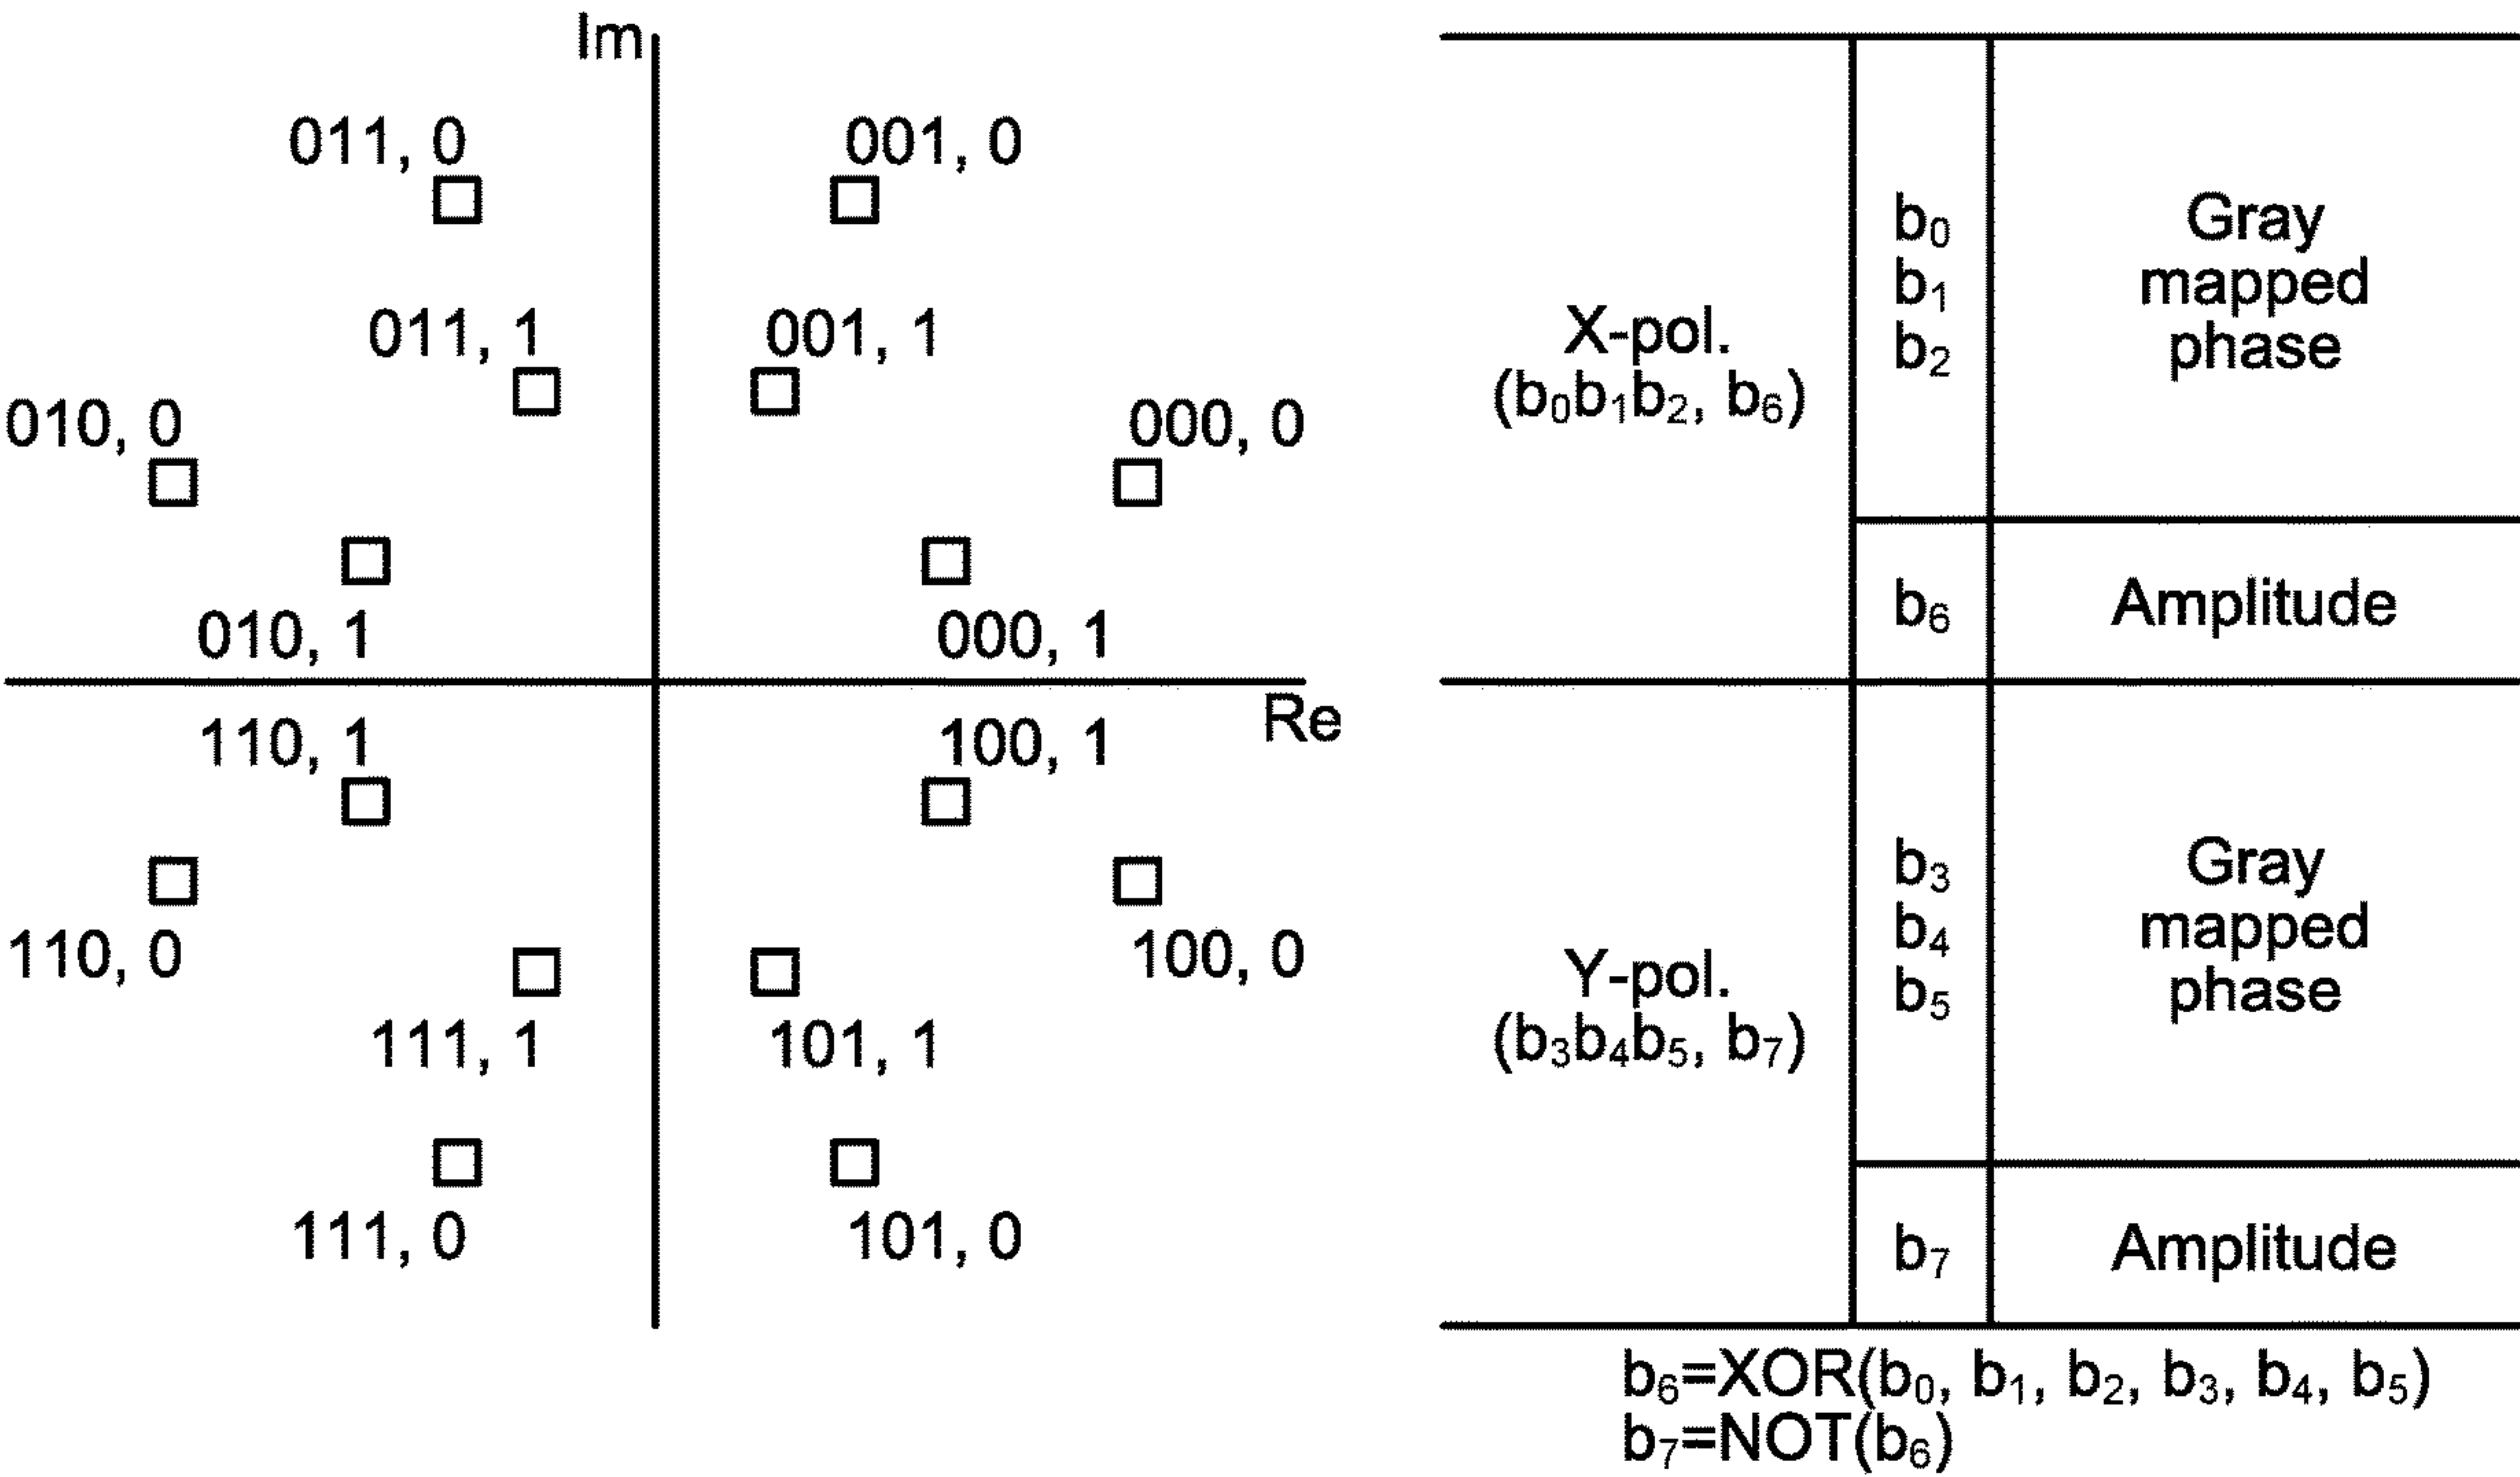 Im
011, 0
001, 0
011, 1
001, 1
010, 0
000, 0
010, 1
000, 1
Re
110, 1
100, 1
110, 0
100, 0
111, 1
101, 1
111, 0
101, 0
X-pol.
(b₀b₁b₂, b₆)
b₀
b₁
b₂
Gray
mapped
phase
b₆
Amplitude
Y-pol.
(b₃b₄b₅, b₇)
b₃
b₄
b₅
Gray
mapped
phase
b₇
Amplitude
b₆=XOR(b₀, b₁, b₂, b₃, b₄, b₅)
b₇=NOT(b₆)